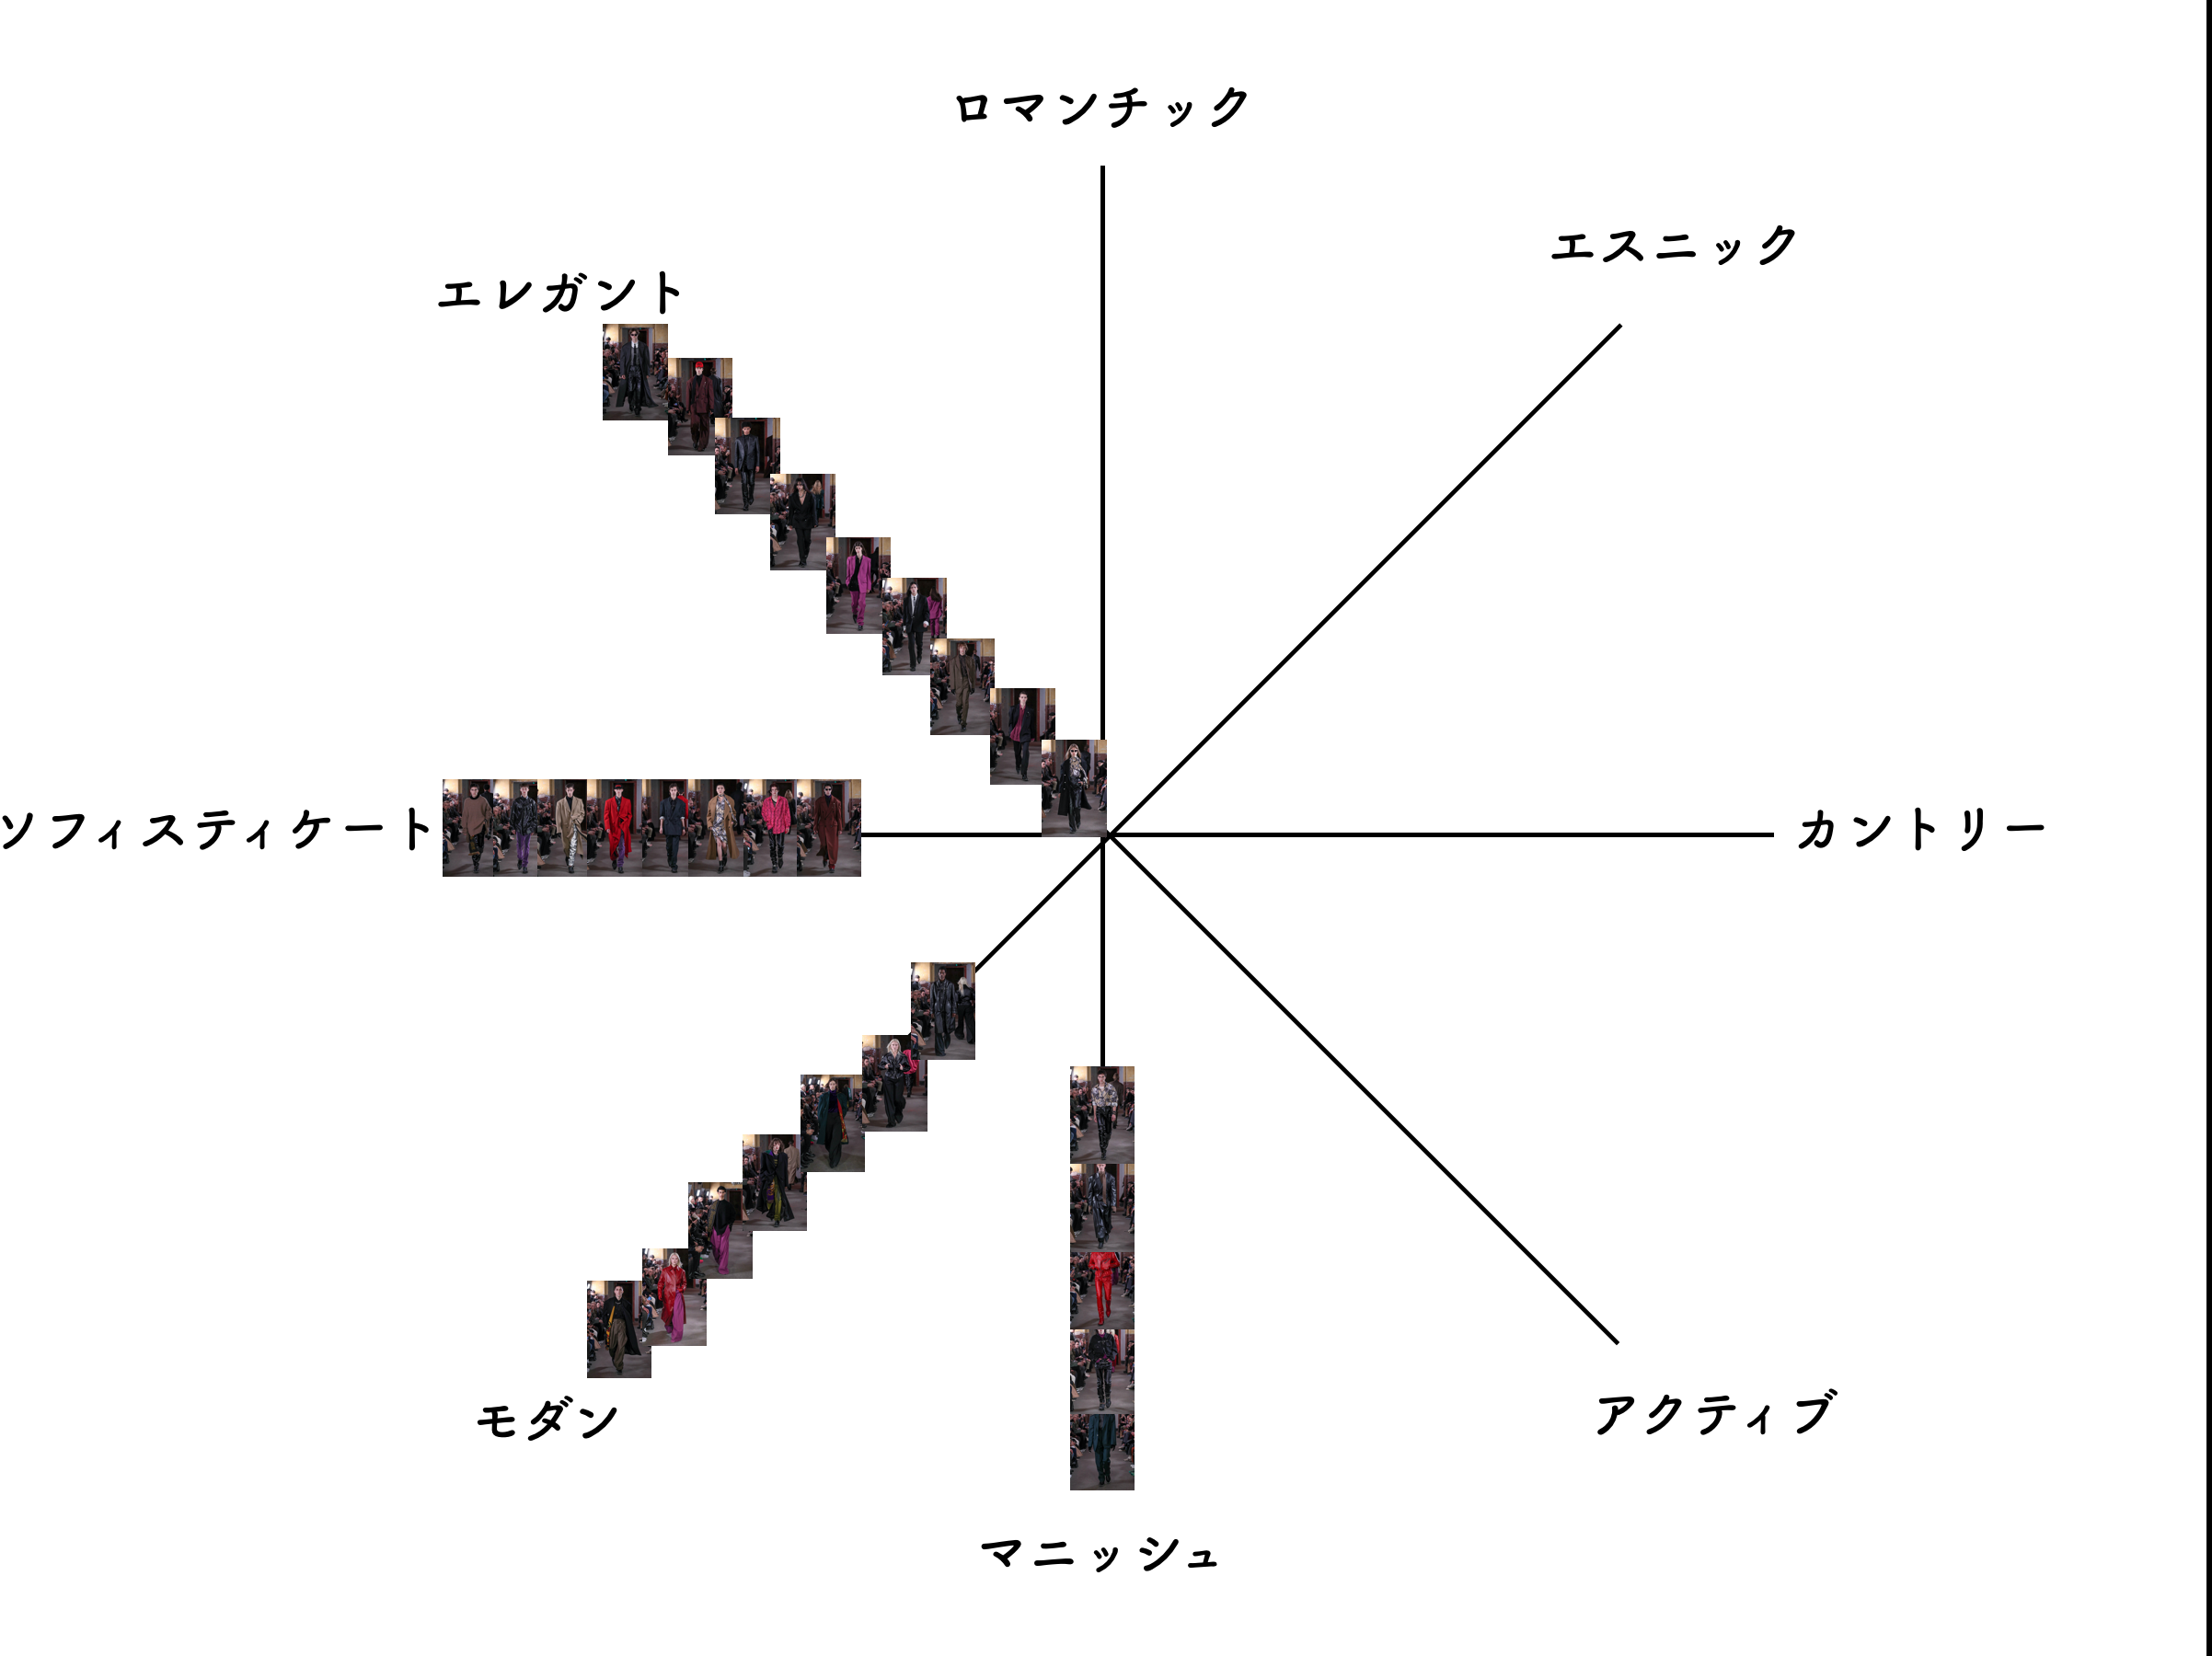 ロマンチック
エスニック
エレガント
ソフィスティケート
カントリー
モダン
アクティブ
マニッシュ